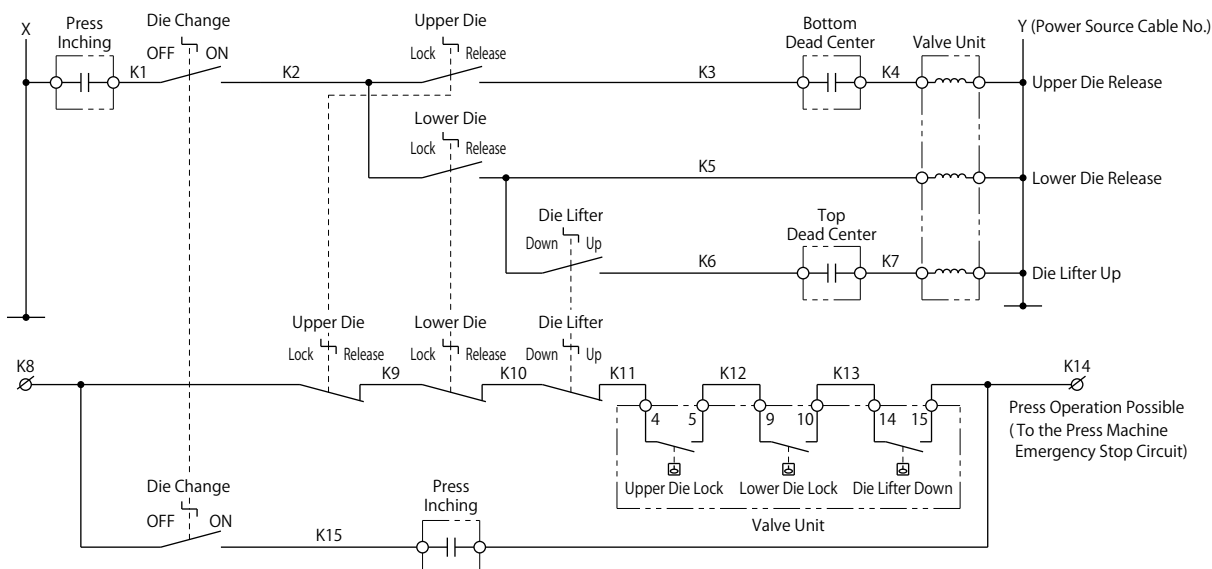 X
Press
Inching
Die Change
OFF ON
Upper Die
Lock Release
Bottom
Dead Center
Valve Unit
Y (Power Source Cable No.)
K1
K2
K3
K4
Upper Die Release
Lower Die
Lock Release
K5
Lower Die Release
Die Lifter
Down Up
Top
Dead Center
K6
K7
Die Lifter Up
Upper Die
Lock Release
Lower Die
Lock Release
Die Lifter
Down Up
K8
K9
K10
K11
K12
K13
K14
4 5 9 10 14 15
Press Operation Possible
( To the Press Machine
Emergency Stop Circuit)
Upper Die Lock
Lower Die Lock
Die Lifter Down
Valve Unit
Die Change
OFF ON
K15
Press
Inching